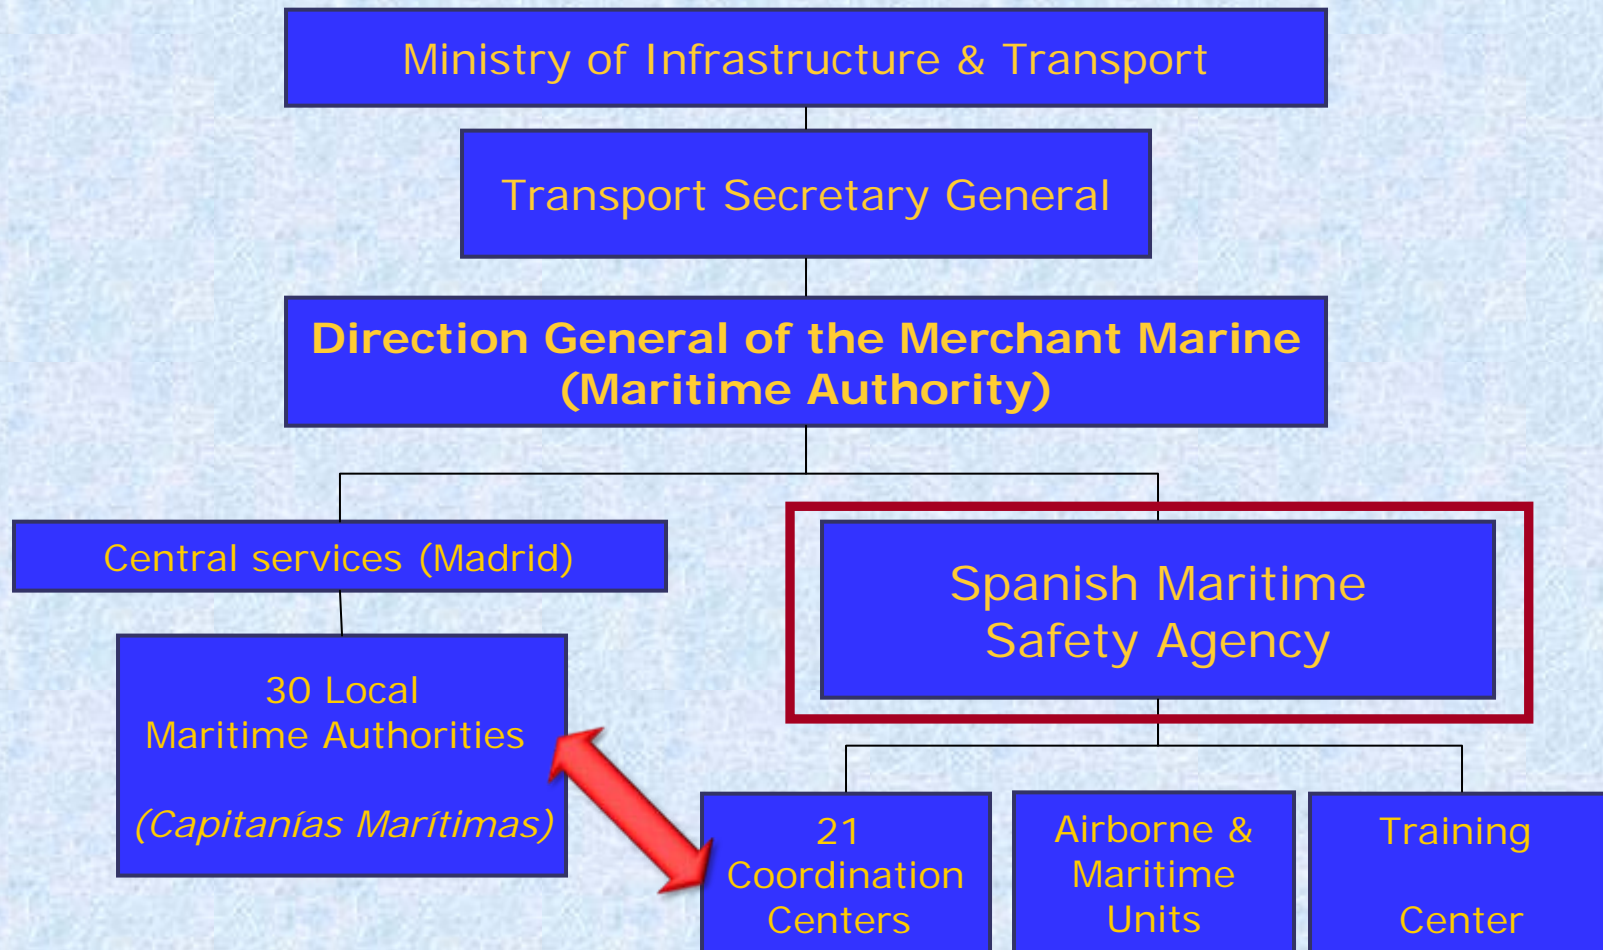 Ministry of Infrastructure & Transport
Transport Secretary General
Direction General of the Merchant Marine
(Maritime Authority)
Central services (Madrid)
Spanish Maritime
Safety Agency
30 Local
Maritime Authorities
(Capitanías Marítimas)
21
Coordination
Centers
Airborne &
Maritime
Units
Training
Center